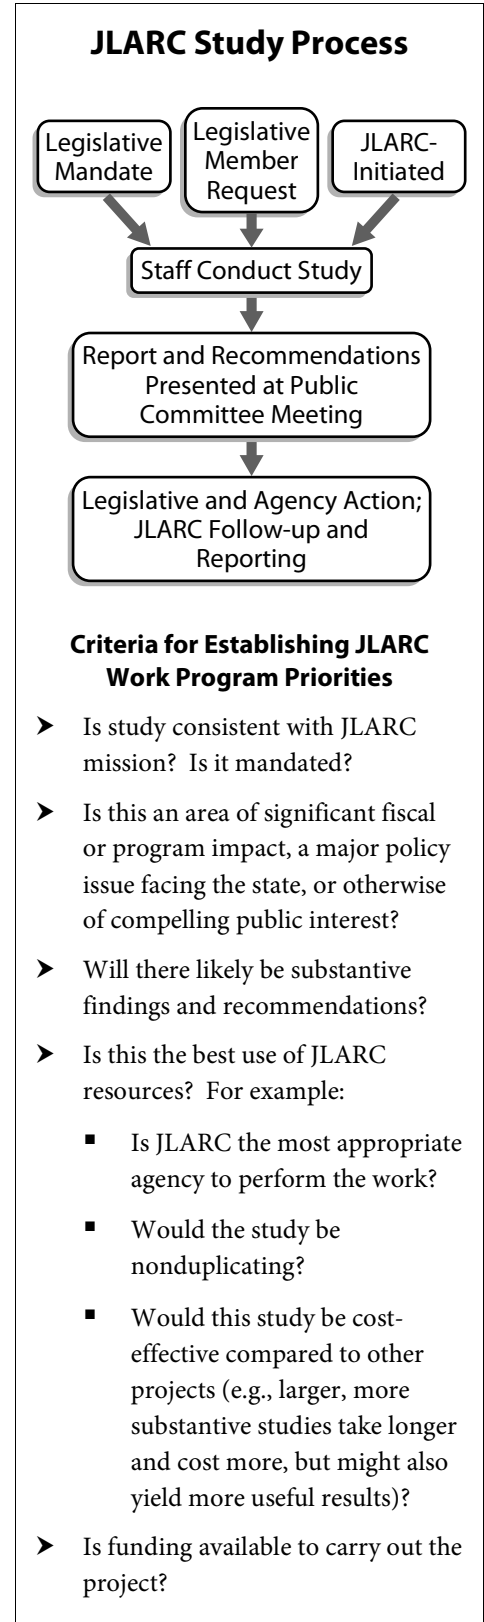 JLARC Study Process
Legislative
Mandate
Legislative
Member
Request
JLARC-
Initiated
Staff Conduct Study
Report and Recommendations
Presented at Public
Committee Meeting
Legislative and Agency Action;
JLARC Follow-up and
Reporting
Criteria for Establishing JLARC
Work Program Priorities
➤ Is study consistent with JLARC
mission?  Is it mandated?
➤ Is this an area of significant fiscal
or program impact, a major policy
issue facing the state, or otherwise
of compelling public interest?
➤ Will there likely be substantive
findings and recommendations?
➤ Is this the best use of JLARC
resources?  For example:
▪ Is JLARC the most appropriate
agency to perform the work?
▪ Would the study be
nonduplicating?
▪ Would this study be cost-
effective compared to other
projects (e.g., larger, more
substantive studies take longer
and cost more, but might also
yield more useful results)?
➤ Is funding available to carry out the
project?